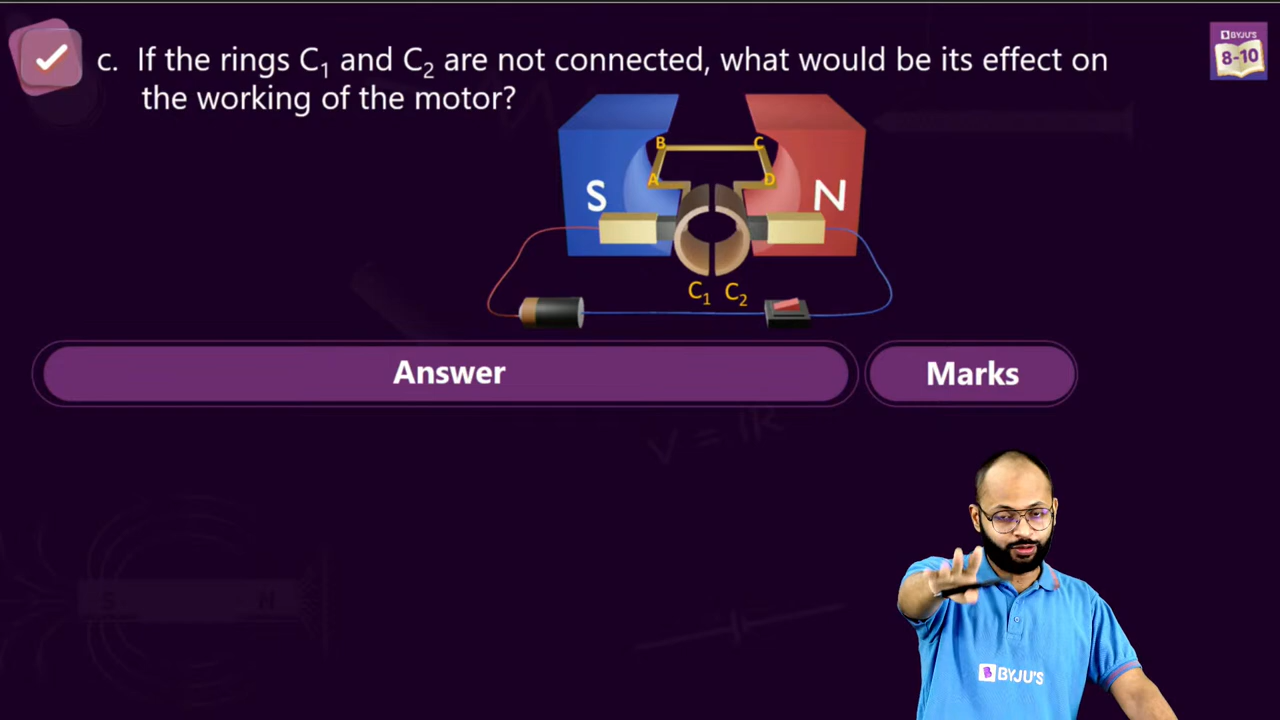 c. If the rings C₁ and C₂ are not connected, what would be its effect on
the working of the motor?
BYJU'S
8-10
B
C
A
D
S
N
C₁ C₂
Answer
Marks
V = IR
S
N
BYJU'S